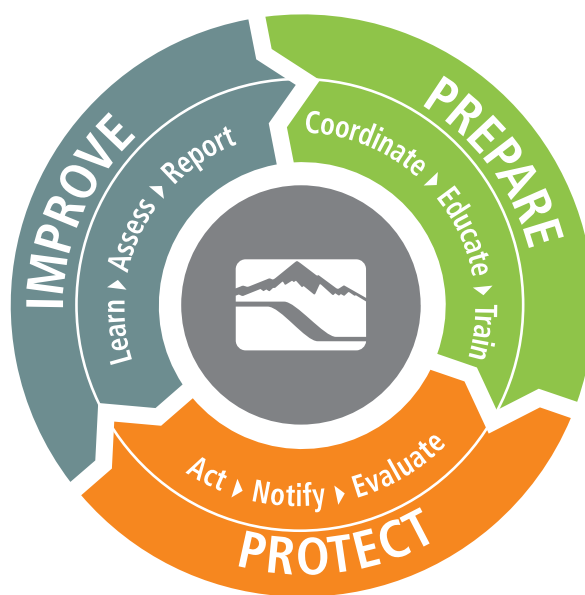 PREPARE
Coordinate ▸ Educate ▸ Train
PROTECT
Act ▸ Notify ▸ Evaluate
IMPROVE
Learn ▸ Assess ▸ Report